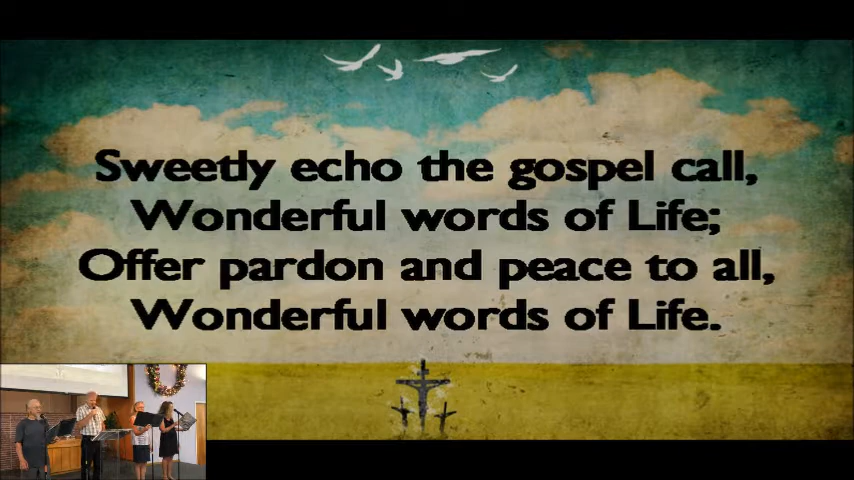 Sweetly echo the gospel call,
Wonderful words of Life;
Offer pardon and peace to all,
Wonderful words of Life.